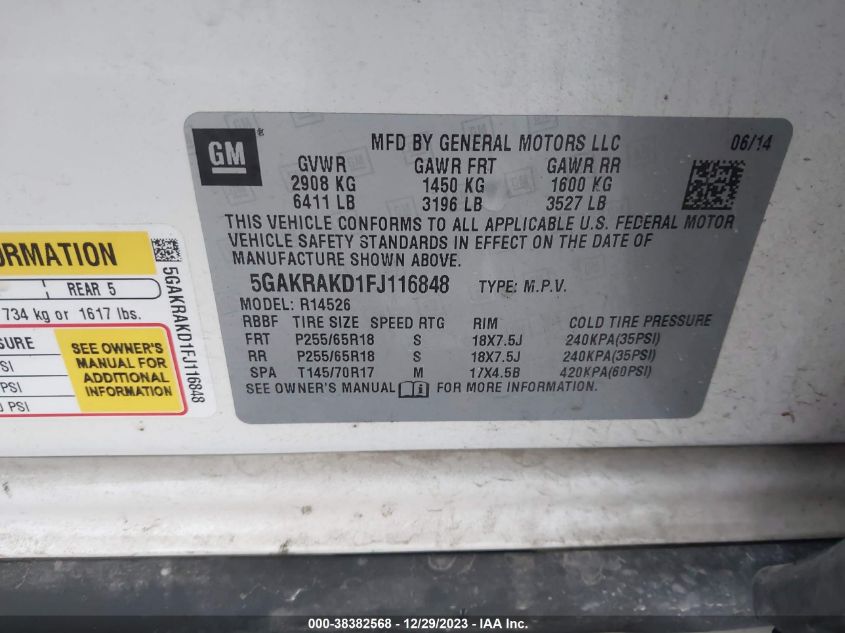 GM
MFD BY GENERAL MOTORS LLC 06/14
GVWR GAWR FRT GAWR RR
2908 KG 1450 KG 1600 KG
6411 LB 3196 LB 3527 LB
THIS VEHICLE CONFORMS TO ALL APPLICABLE U.S. FEDERAL MOTOR
VEHICLE SAFETY STANDARDS IN EFFECT ON THE DATE OF
MANUFACTURE SHOWN ABOVE.
5GAKRAKD1FJ116848 TYPE: M.P.V.
MODEL: R14526
RBBF TIRE SIZE SPEED RTG RIM COLD TIRE PRESSURE
FRT P255/65R18 S 18X7.5J 240KPA(35PSI)
RR P255/65R18 S 18X7.5J 240KPA(35PSI)
SPA T145/70R17 M 17X4.5B 420KPA(60PSI)
SEE OWNER'S MANUAL FOR MORE INFORMATION.
ORMATION
REAR 5
734 kg or 1617 lbs.
SURE
SI
PSI
PSI
SEE OWNER'S
MANUAL FOR
ADDITIONAL
INFORMATION
5GAKRAKD1FJ116848
000-38382568 - 12/29/2023 - IAA Inc.